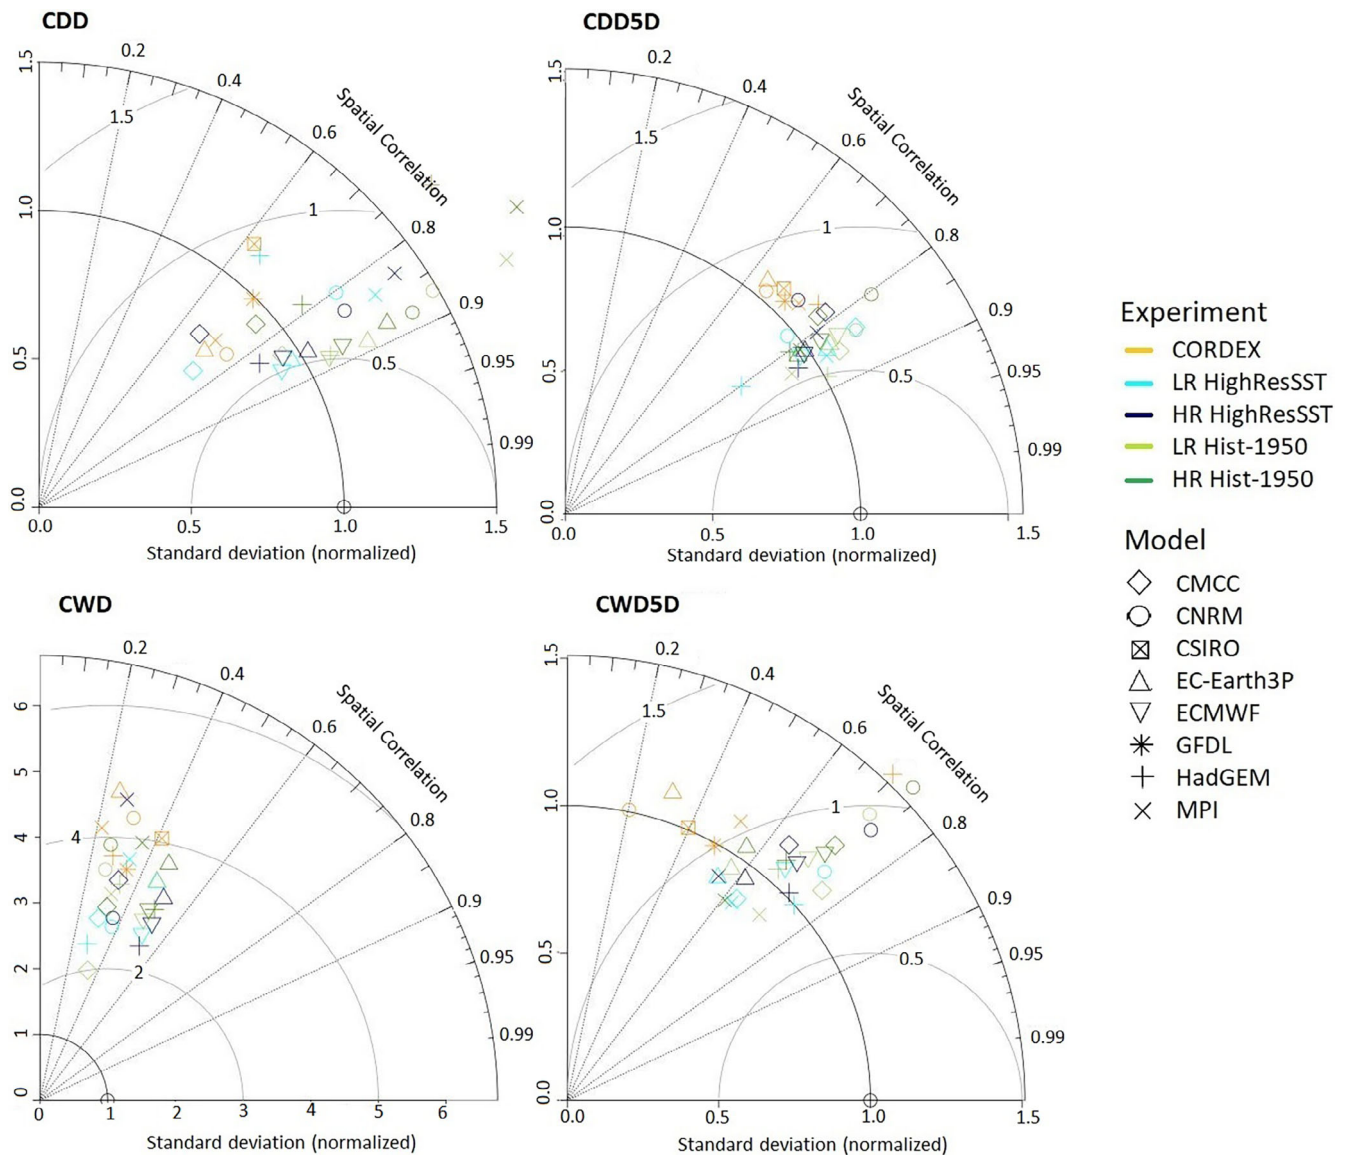 CDD
1.5
1.0
0.5
0.0
0.2
0.4
0.6
0.8
0.9
0.95
0.99
Spatial Correlation
1.5
1
0.5
0.0
0.5
1.0
1.5
Standard deviation (normalized)
CDD5D
1.5
1.0
0.5
0.0
0.2
0.4
0.6
0.8
0.9
0.95
0.99
Spatial Correlation
1.5
1
0.5
0.0
0.5
1.0
1.5
Standard deviation (normalized)
CWD
6
5
4
3
2
1
0
0.2
0.4
0.6
0.8
0.9
0.95
0.99
Spatial Correlation
4
2
0
1
2
3
4
5
6
Standard deviation (normalized)
CWD5D
1.5
1.0
0.5
0.0
0.2
0.4
0.6
0.8
0.9
0.95
0.99
Spatial Correlation
1.5
1
0.5
0.0
0.5
1.0
1.5
Standard deviation (normalized)
Experiment
CORDEX
LR HighResSST
HR HighResSST
LR Hist-1950
HR Hist-1950
Model
CMCC
CNRM
CSIRO
EC-Earth3P
ECMWF
GFDL
HadGEM
MPI